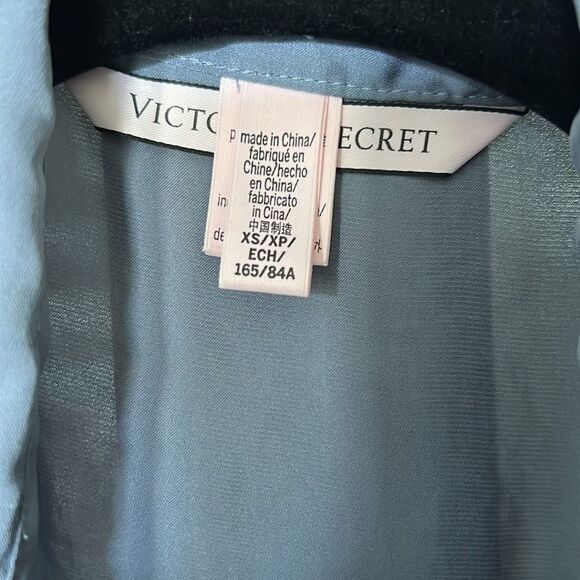 VICTO ECRET
made in China/
fabriqué en
Chine/hecho
en China/
fabbricato
in Cina/
中国制造
XS/XP/
ECH/
165/84A